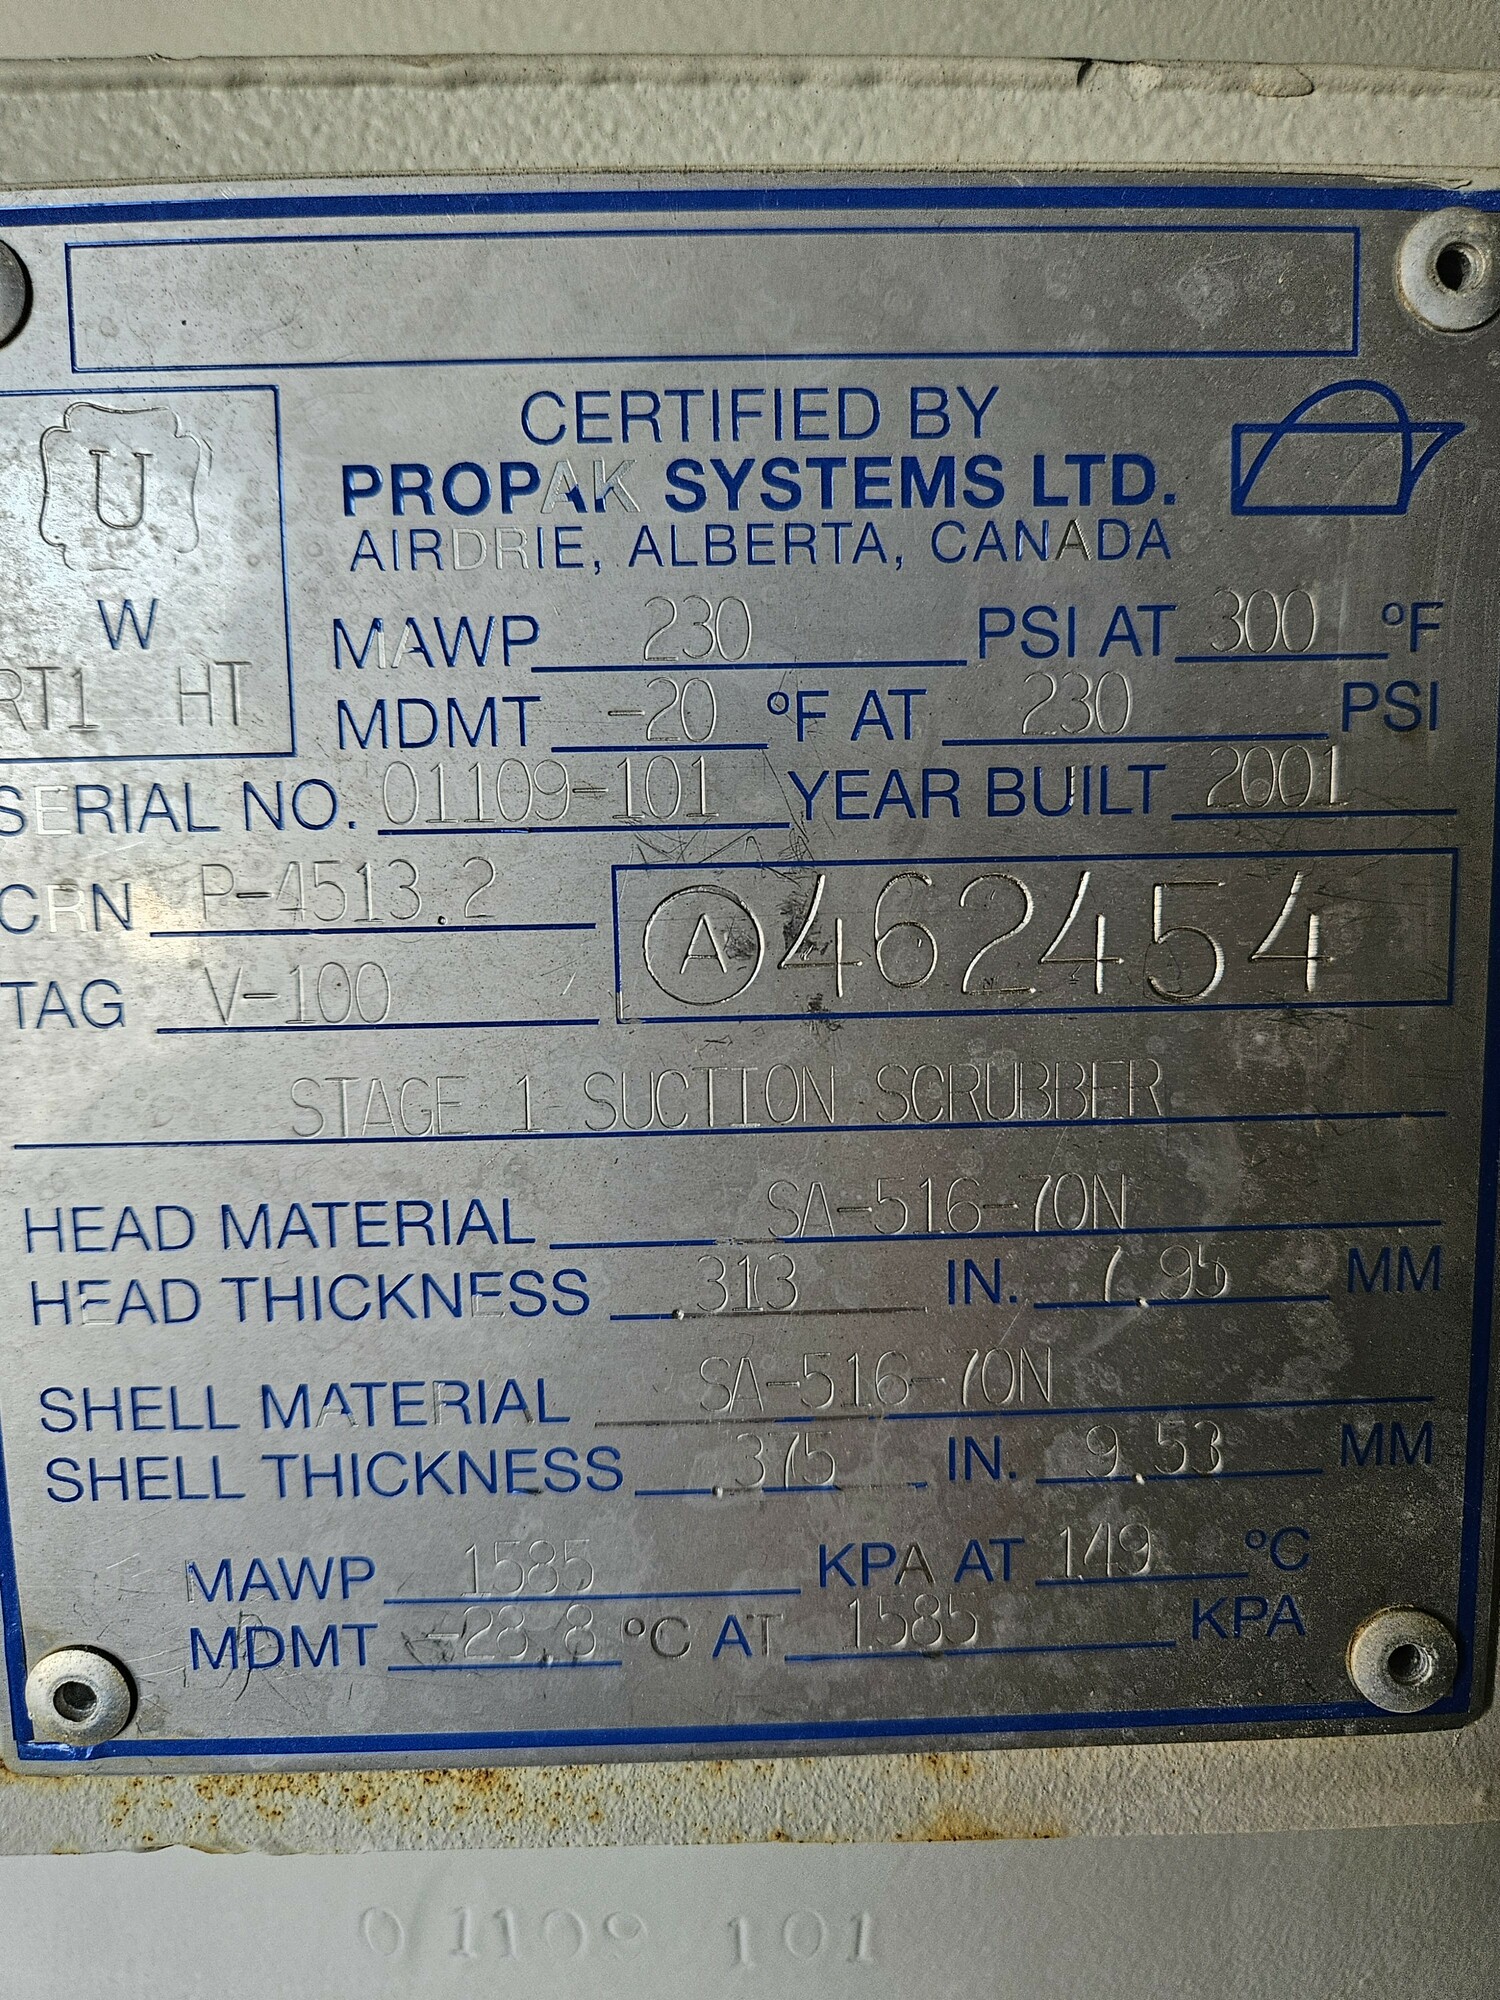 CERTIFIED BY
PROPAK SYSTEMS LTD.
AIRDRIE, ALBERTA, CANADA
U
W
RT1 HT
MAWP 230 PSI AT 300 °F
MDMT -20 °F AT 230 PSI
SERIAL NO. 01109-101 YEAR BUILT 2001
CRN P-4513.2
A 462454
TAG V-100
STAGE 1 SUCTION SCRUBBER
HEAD MATERIAL SA-516-70N
HEAD THICKNESS .313 IN. 7.95 MM
SHELL MATERIAL SA-516-70N
SHELL THICKNESS .375 IN. 9.53 MM
MAWP 1585 KPA AT 149 °C
MDMT -28.8 °C AT 1585 KPA
01109 101